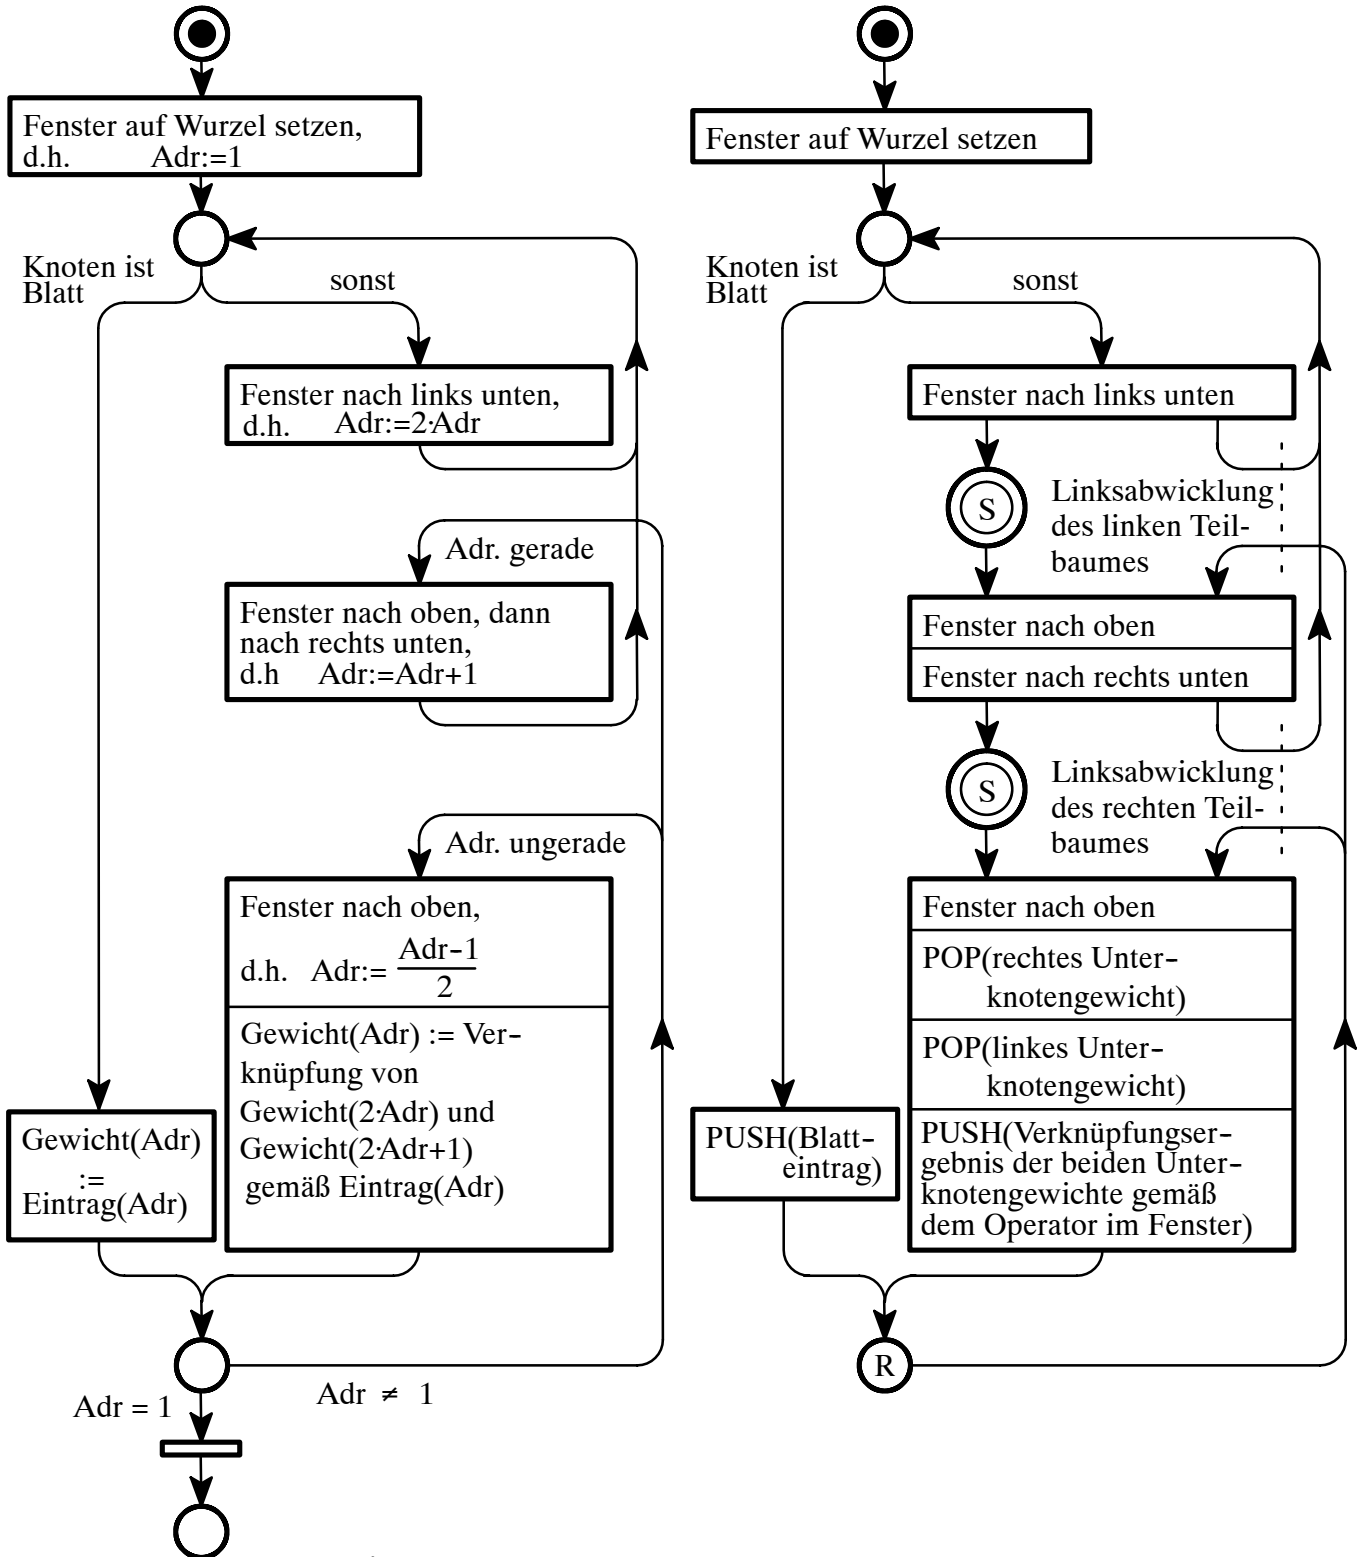 Fenster auf Wurzel setzen,
d.h. Adr:=1
Knoten ist
Blatt
sonst
Fenster nach links unten,
d.h. Adr:=2·Adr
Adr. gerade
Fenster nach oben, dann
nach rechts unten,
d.h Adr:=Adr+1
Adr. ungerade
Fenster nach oben,
d.h. Adr:= Adr-1
2
Gewicht(Adr) := Ver-
knüpfung von
Gewicht(2·Adr) und
Gewicht(2·Adr+1)
gemäß Eintrag(Adr)
Gewicht(Adr)
:=
Eintrag(Adr)
Adr = 1
Adr ≠ 1
Fenster auf Wurzel setzen
Knoten ist
Blatt
sonst
Fenster nach links unten
S
Linksabwicklung
des linken Teil-
baumes
Fenster nach oben
Fenster nach rechts unten
S
Linksabwicklung
des rechten Teil-
baumes
Fenster nach oben
POP(rechtes Unter-
knotengewicht)
POP(linkes Unter-
knotengewicht)
PUSH(Verknüpfungser-
gebnis der beiden Unter-
knotengewichte gemäß
dem Operator im Fenster)
PUSH(Blatt-
eintrag)
R